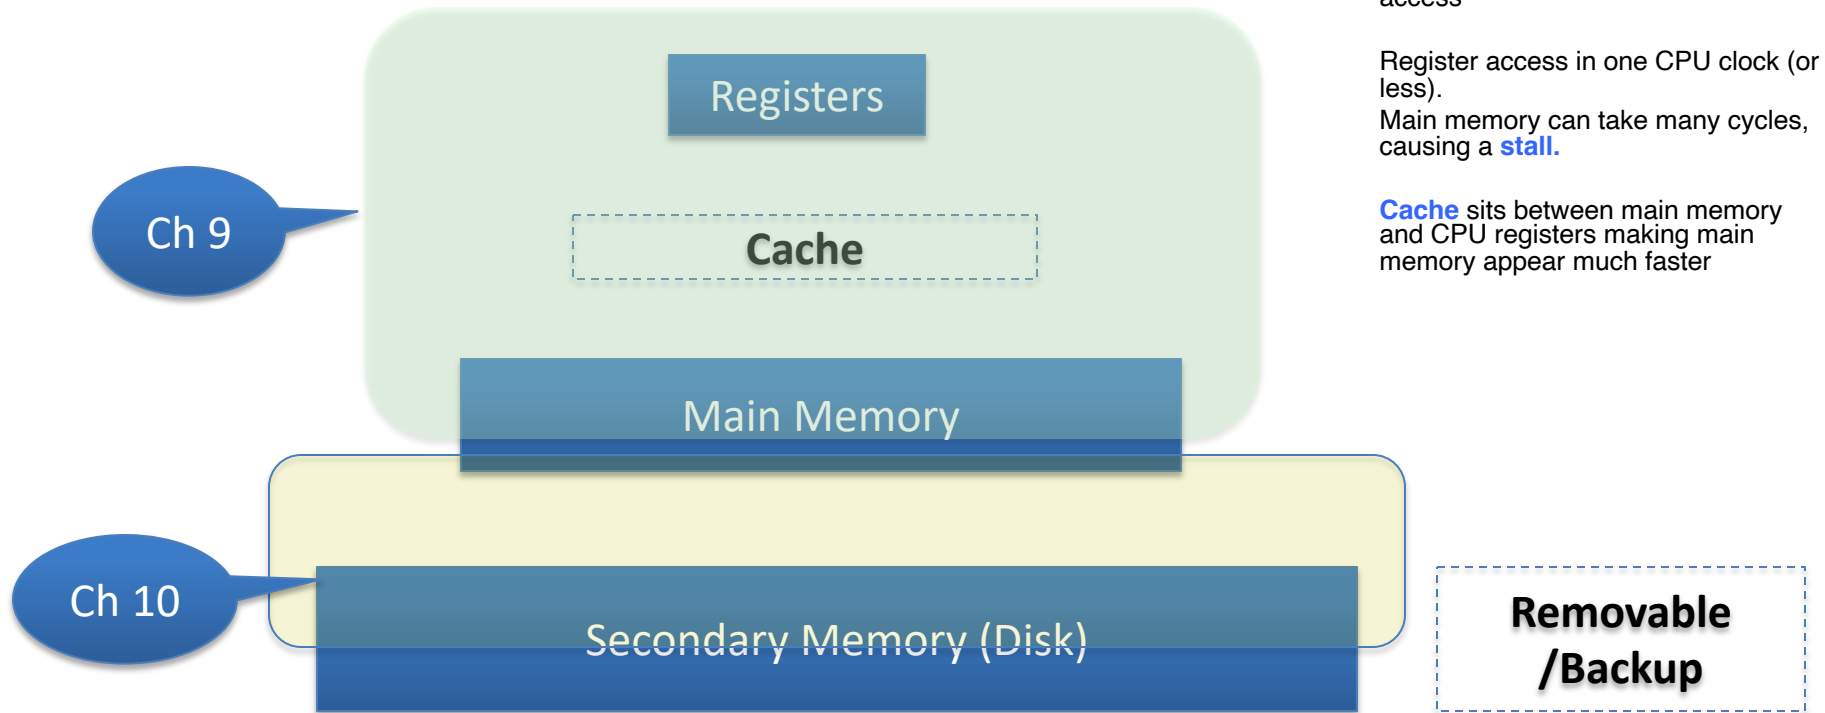 access
Registers
Register access in one CPU clock (or
less).
Main memory can take many cycles,
causing a stall.
Ch 9
Cache
Cache sits between main memory
and CPU registers making main
memory appear much faster
Main Memory
Ch 10
Secondary Memory (Disk)
Removable
/Backup